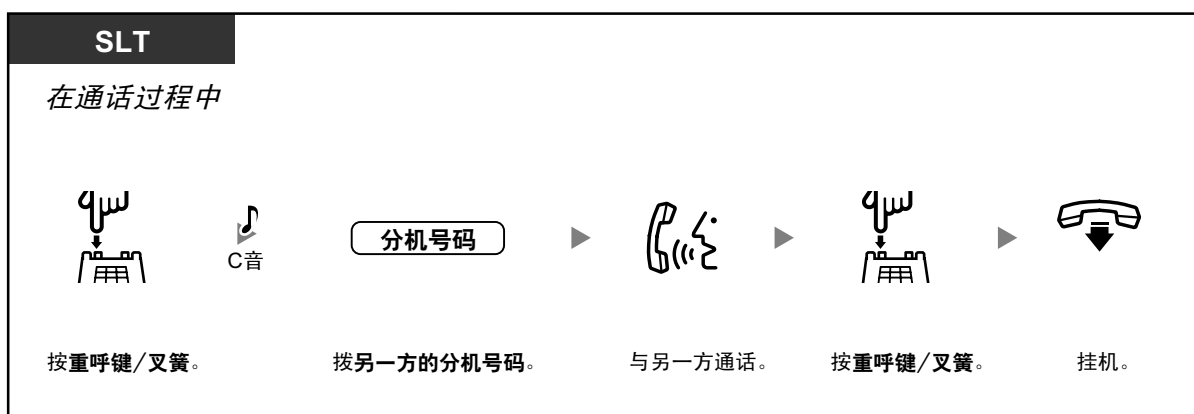 SLT
在通话过程中
C音
分机号码
按重呼键/叉簧。
拨另一方的分机号码。
与另一方通话。
按重呼键/叉簧。
挂机。